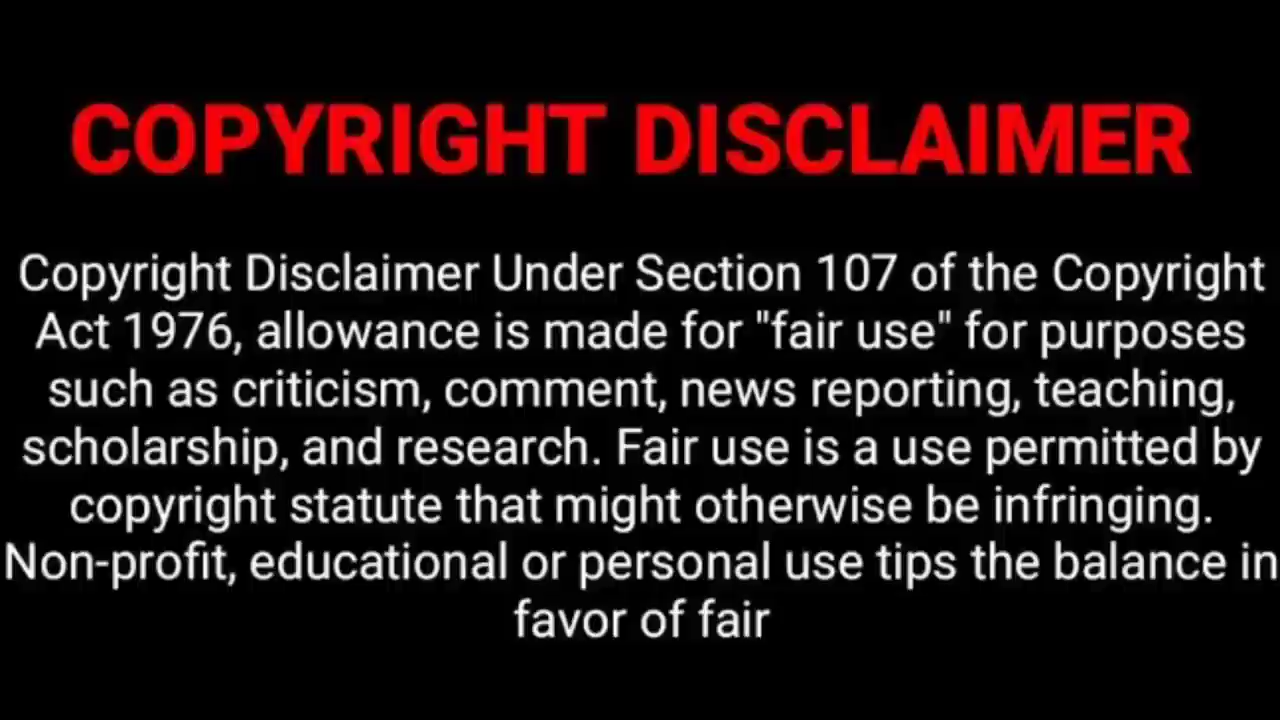 COPYRIGHT DISCLAIMER
Copyright Disclaimer Under Section 107 of the Copyright
Act 1976, allowance is made for "fair use" for purposes
such as criticism, comment, news reporting, teaching,
scholarship, and research. Fair use is a use permitted by
copyright statute that might otherwise be infringing.
Non-profit, educational or personal use tips the balance in
favor of fair